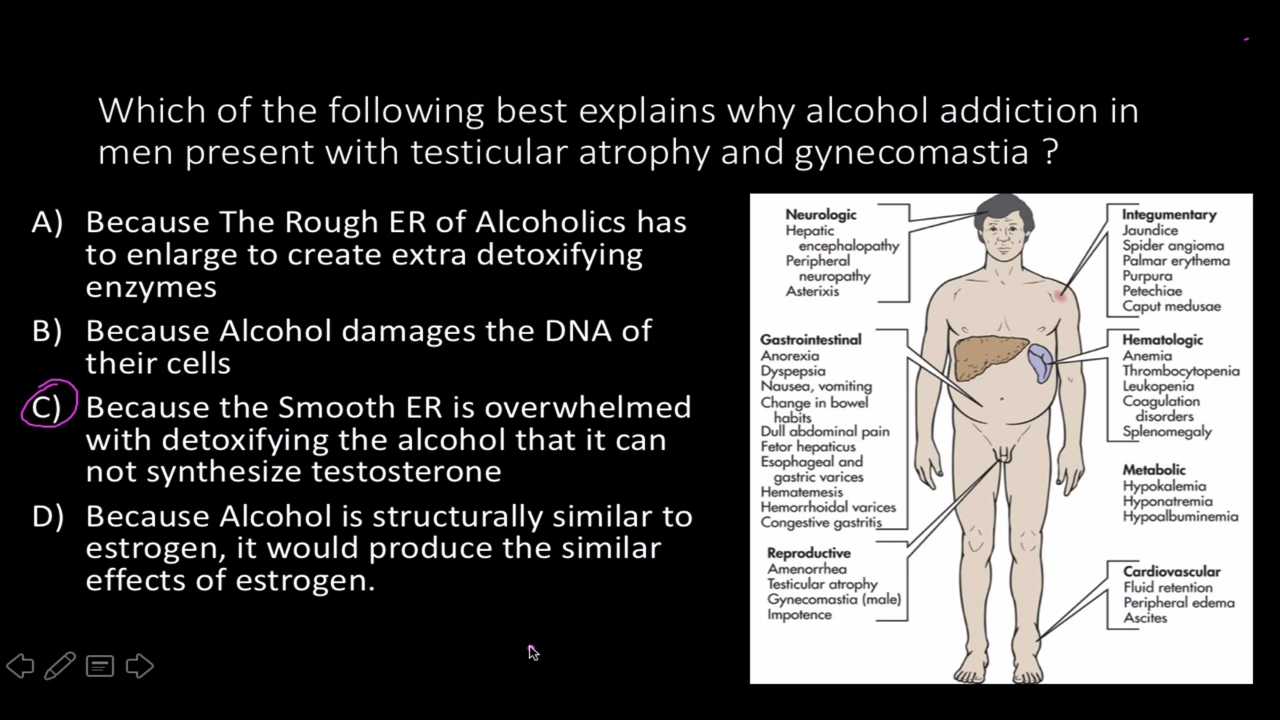 Which of the following best explains why alcohol addiction in
men present with testicular atrophy and gynecomastia ?
A) Because The Rough ER of Alcoholics has
to enlarge to create extra detoxifying
enzymes
B) Because Alcohol damages the DNA of
their cells
C) Because the Smooth ER is overwhelmed
with detoxifying the alcohol that it can
not synthesize testosterone
D) Because Alcohol is structurally similar to
estrogen, it would produce the similar
effects of estrogen.
Neurologic
Hepatic
encephalopathy
Peripheral
neuropathy
Asterixis
Gastrointestinal
Anorexia
Dyspepsia
Nausea, vomiting
Change in bowel
habits
Dull abdominal pain
Fetor hepaticus
Esophageal and
gastric varices
Hematemesis
Hemorrhoidal varices
Congestive gastritis
Reproductive
Amenorrhea
Testicular atrophy
Gynecomastia (male)
Impotence
Integumentary
Jaundice
Spider angioma
Palmar erythema
Purpura
Petechiae
Caput medusae
Hematologic
Anemia
Thrombocytopenia
Leukopenia
Coagulation
disorders
Splenomegaly
Metabolic
Hypokalemia
Hyponatremia
Hypoalbuminemia
Cardiovascular
Fluid retention
Peripheral edema
Ascites